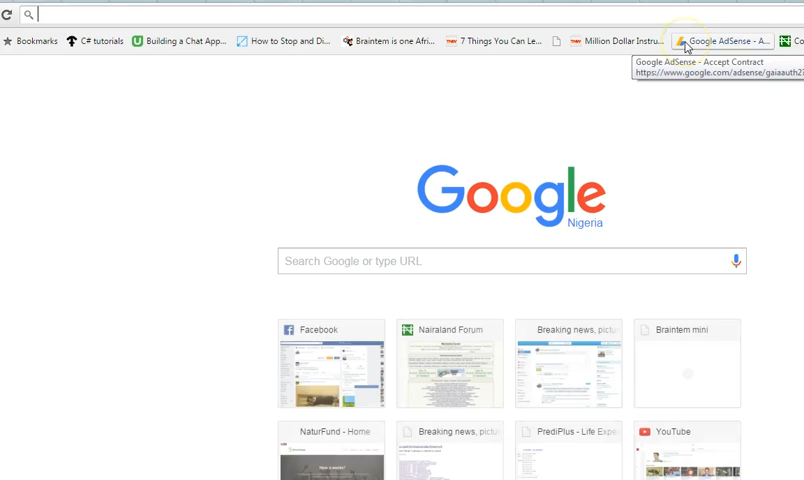 Bookmarks C# tutorials Building a Chat App... How to Stop and Di... Braintem is one Afri... 7 Things You Can Le... Million Dollar Instru... Google AdSense - A... Co
Google AdSense - Accept Contract
https://www.google.com/adsense/gaiaauth2?
Google
Nigeria
Search Google or type URL
Facebook Nairaland Forum Breaking news, pictu Braintem mini
NaturFund - Home Breaking news, pictu PrediPlus - Life Expe YouTube